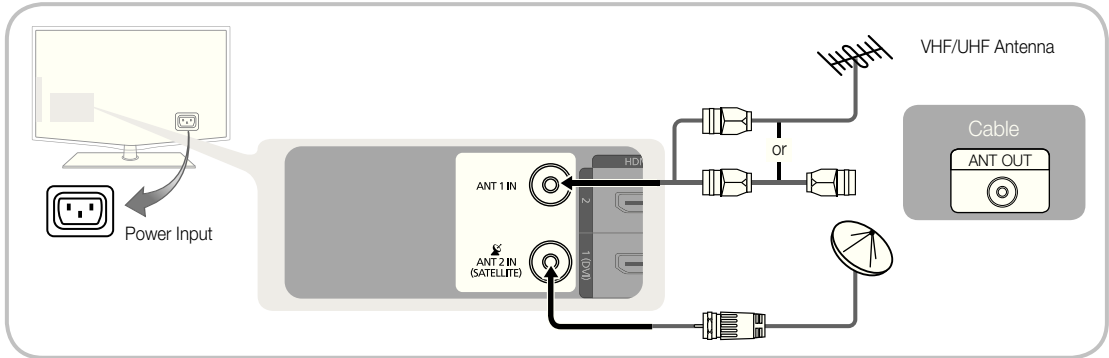 VHF/UHF Antenna
Cable
ANT OUT
or
HDM
ANT 1 IN
2
ANT 2 IN
(SATELLITE)
1 (DVI)
Power Input